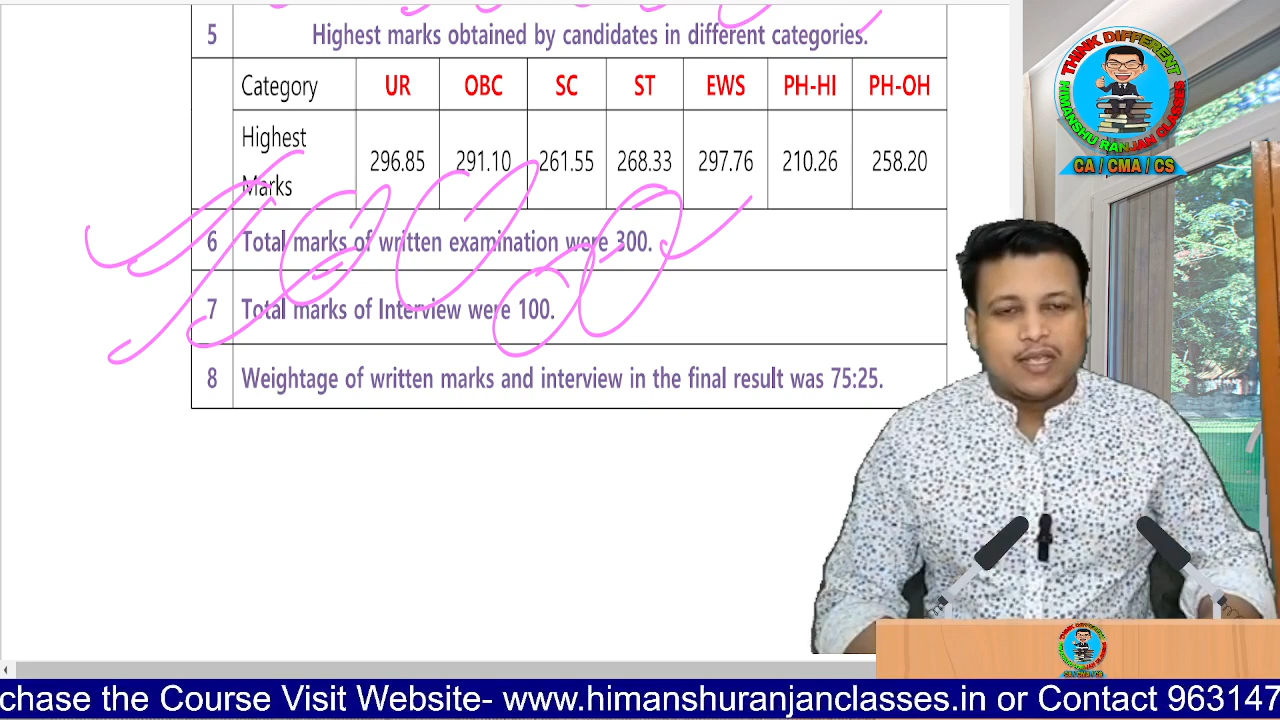 5 Highest marks obtained by candidates in different categories.
Category UR OBC SC ST EWS PH-HI PH-OH
Highest Marks 296.85 291.10 261.55 268.33 297.76 210.26 258.20
6 Total marks of written examination were 300.
7 Total marks of Interview were 100.
8 Weightage of written marks and interview in the final result was 75:25.
THINK DIFFERENT
HIMANSHU RANJAN CLASSES
CA / CMA / CS
chase the Course Visit Website- www.himanshuranjanclasses.in or Contact 963147